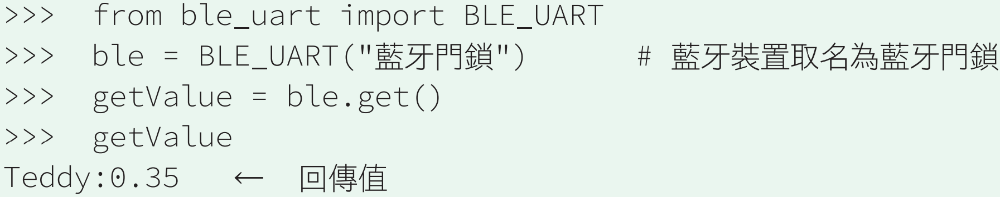 >>> from ble_uart import BLE_UART
>>> ble = BLE_UART("藍牙門鎖") # 藍牙裝置取名為藍牙門鎖
>>> getValue = ble.get()
>>> getValue
Teddy:0.35 ← 回傳值